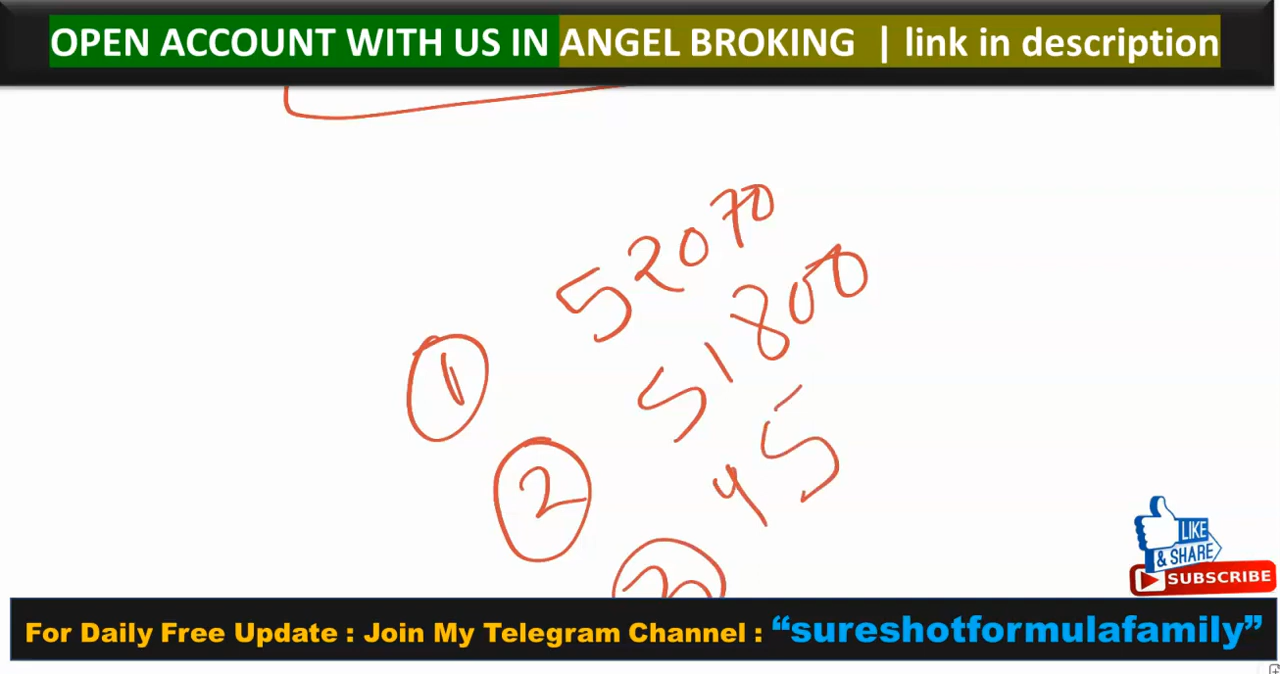 OPEN ACCOUNT WITH US IN ANGEL BROKING | link in description
52070
① 51800
② 45
LIKE
& SHARE
SUBSCRIBE
For Daily Free Update : Join My Telegram Channel : “sureshotformulafamily”